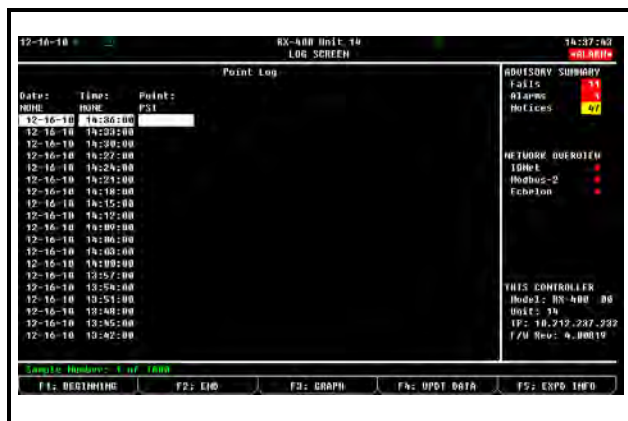 12-16-10
RX-400 Unit 14
14:37:43
LOG SCREEN
*ALARM*
Point Log
ADVISORY SUMMARY
Fails 11
Alarms
Notices 47
Date: Time: Point:
NONE NONE PS1
12-16-10 14:36:00
12-16-10 14:33:00
12-16-10 14:30:00
12-16-10 14:27:00
12-16-10 14:24:00
12-16-10 14:21:00
12-16-10 14:18:00
12-16-10 14:15:00
12-16-10 14:12:00
12-16-10 14:09:00
12-16-10 14:06:00
12-16-10 14:03:00
12-16-10 14:00:00
12-16-10 13:57:00
12-16-10 13:54:00
12-16-10 13:51:00
12-16-10 13:48:00
12-16-10 13:45:00
12-16-10 13:42:00
NETWORK OVERVIEW
IONet
Modbus-2
Echelon
THIS CONTROLLER
Model: RX-400 00
Unit: 14
IP: 10.212.237.232
F/W Rev: 4.00B19
Sample Number: 1 of 1000
F1: BEGINNING
F2: END
F3: GRAPH
F4: UPDT DATA
F5: EXPD INFO